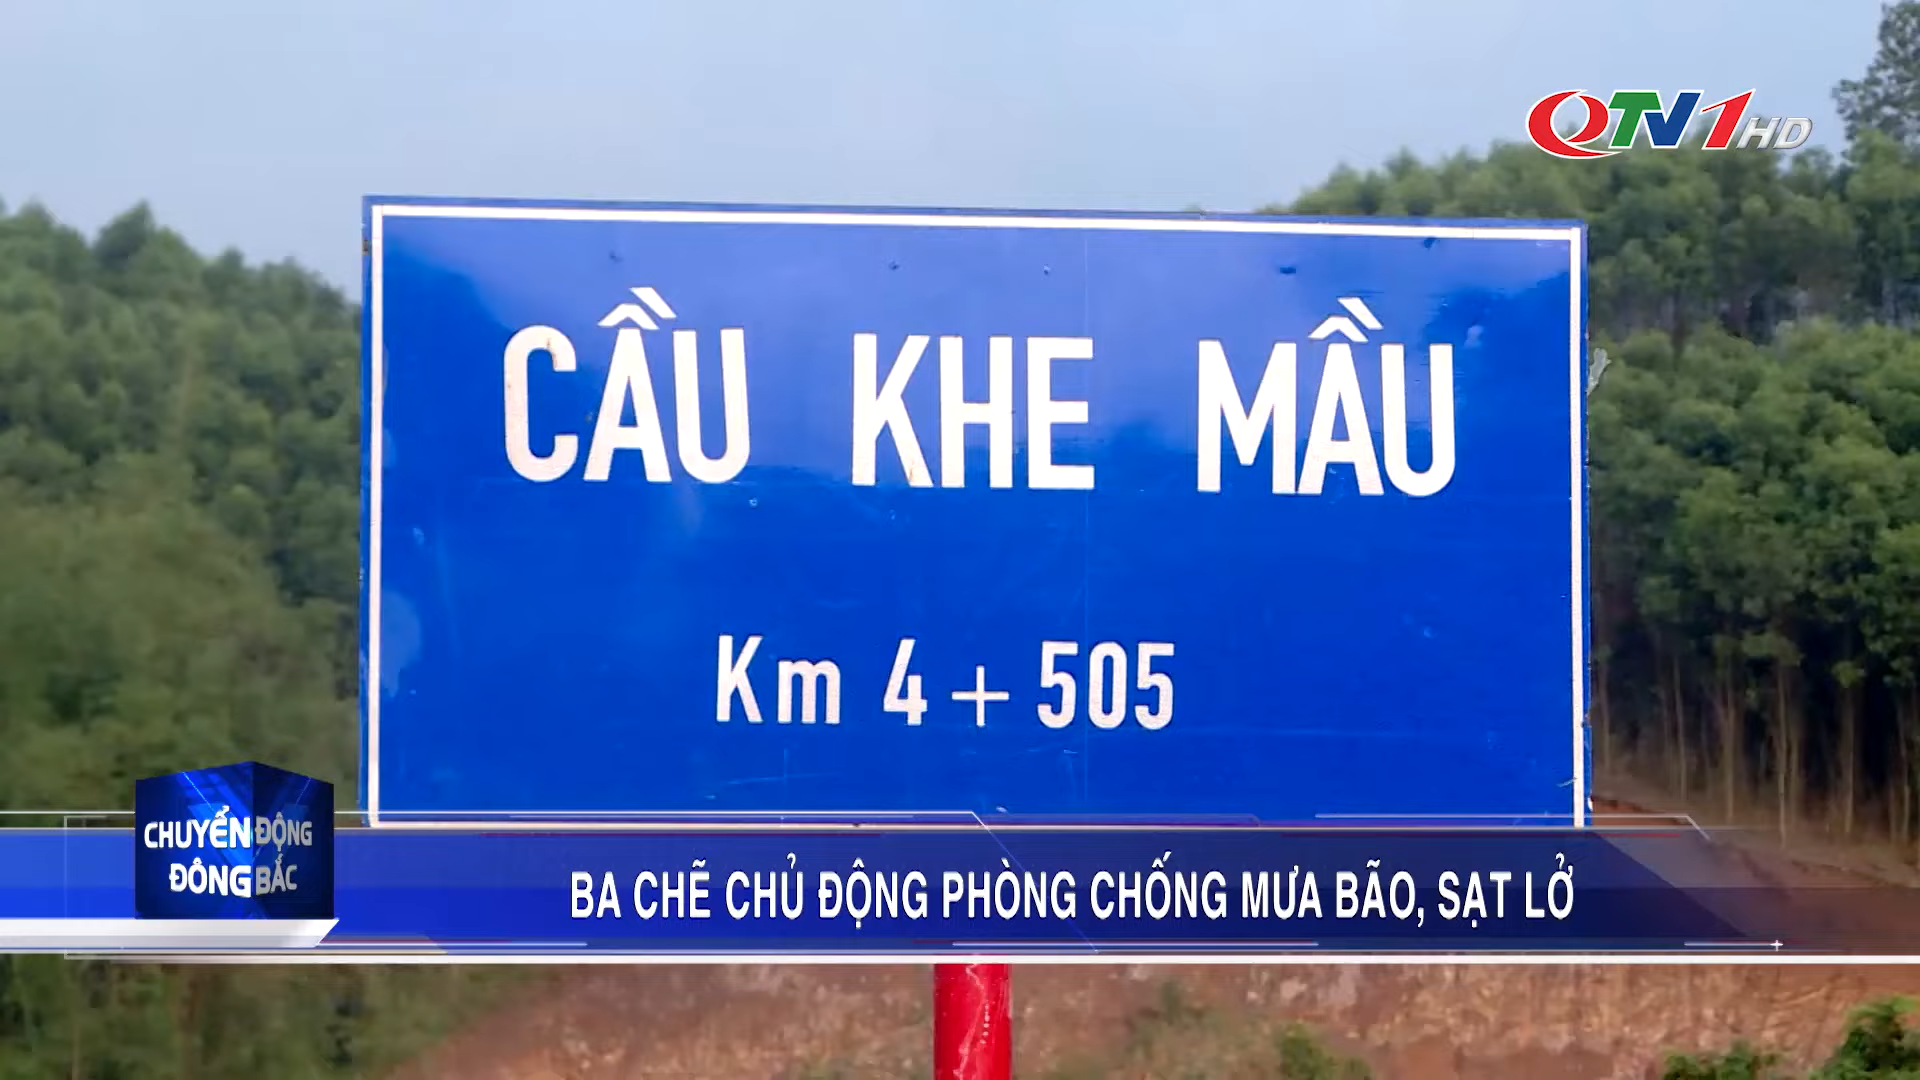 QTV1HD
CẦU KHE MẦU
Km 4+505
CHUYỂN ĐỘNG
ĐÔNG BẮC
BA CHẼ CHỦ ĐỘNG PHÒNG CHỐNG MƯA BÃO, SẠT LỞ